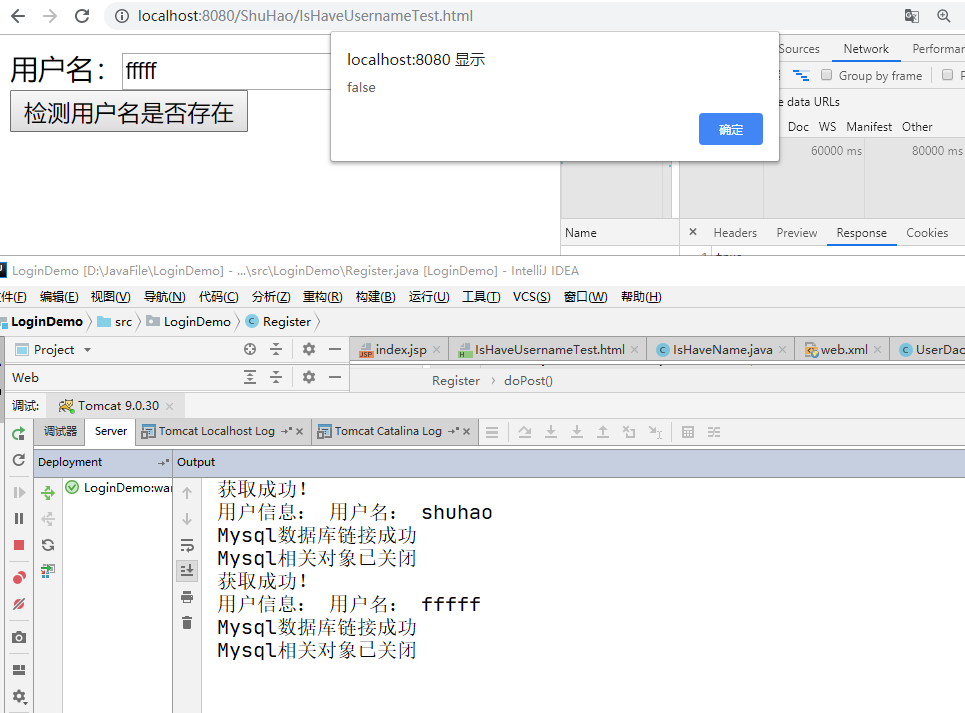 localhost:8080/ShuHao/IsHaveUsernameTest.html
用户名： fffff
检测用户名是否存在
localhost:8080 显示
false
确定
Sources Network Performar
Group by frame
e data URLs
Doc WS Manifest Other
60000 ms 80000 ms
Name
× Headers Preview Response Cookies
LoginDemo [D:\JavaFile\LoginDemo] - ...\src\LoginDemo\Register.java [LoginDemo] - IntelliJ IDEA
件(F) 编辑(E) 视图(V) 导航(N) 代码(C) 分析(Z) 重构(R) 构建(B) 运行(U) 工具(T) VCS(S) 窗口(W) 帮助(H)
LoginDemo src LoginDemo Register
Project index.jsp IsHaveUsernameTest.html IsHaveName.java web.xml UserDao
Web Register doPost()
调试: Tomcat 9.0.30
调试器 Server Tomcat Localhost Log Tomcat Catalina Log
Deployment Output
LoginDemo:war
获取成功！
用户信息： 用户名： shuhao
Mysql数据库链接成功
Mysql相关对象已关闭
获取成功！
用户信息： 用户名： fffff
Mysql数据库链接成功
Mysql相关对象已关闭